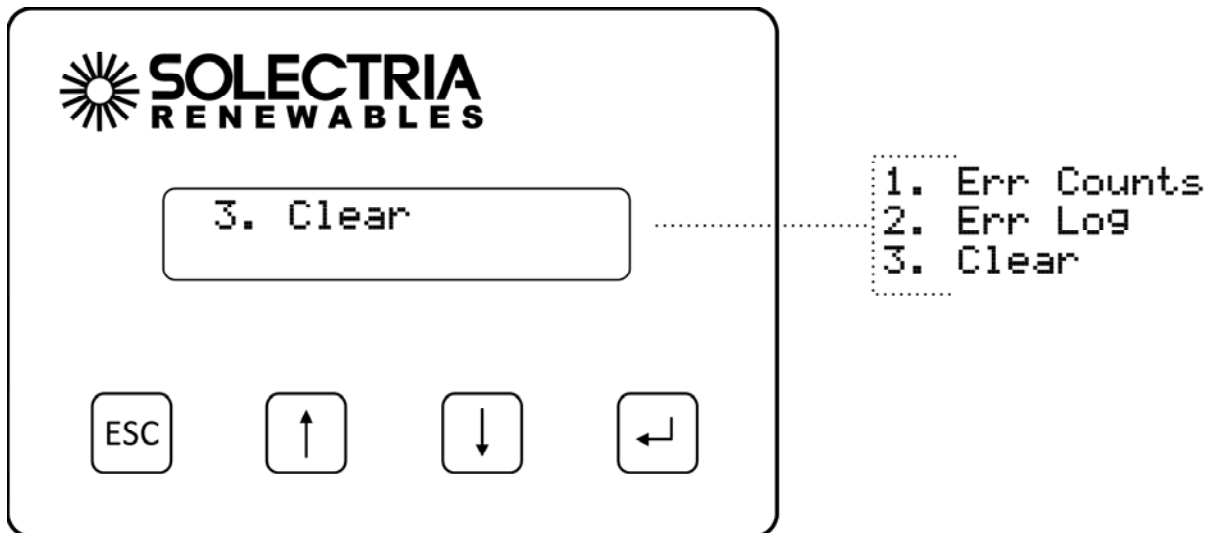 SOLECTRIA
RENEWABLES
3. Clear
1. Err Counts
2. Err Log
3. Clear
ESC